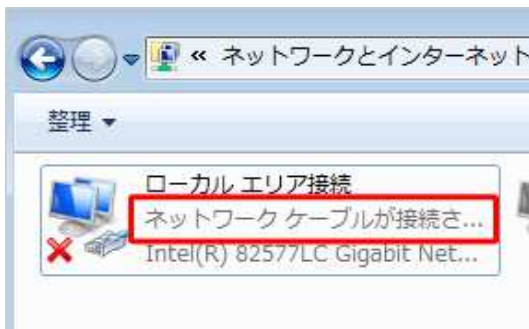 « ネットワークとインターネット
整理 ▼
ローカル エリア接続
ネットワーク ケーブルが接続さ...
Intel(R) 82577LC Gigabit Net...